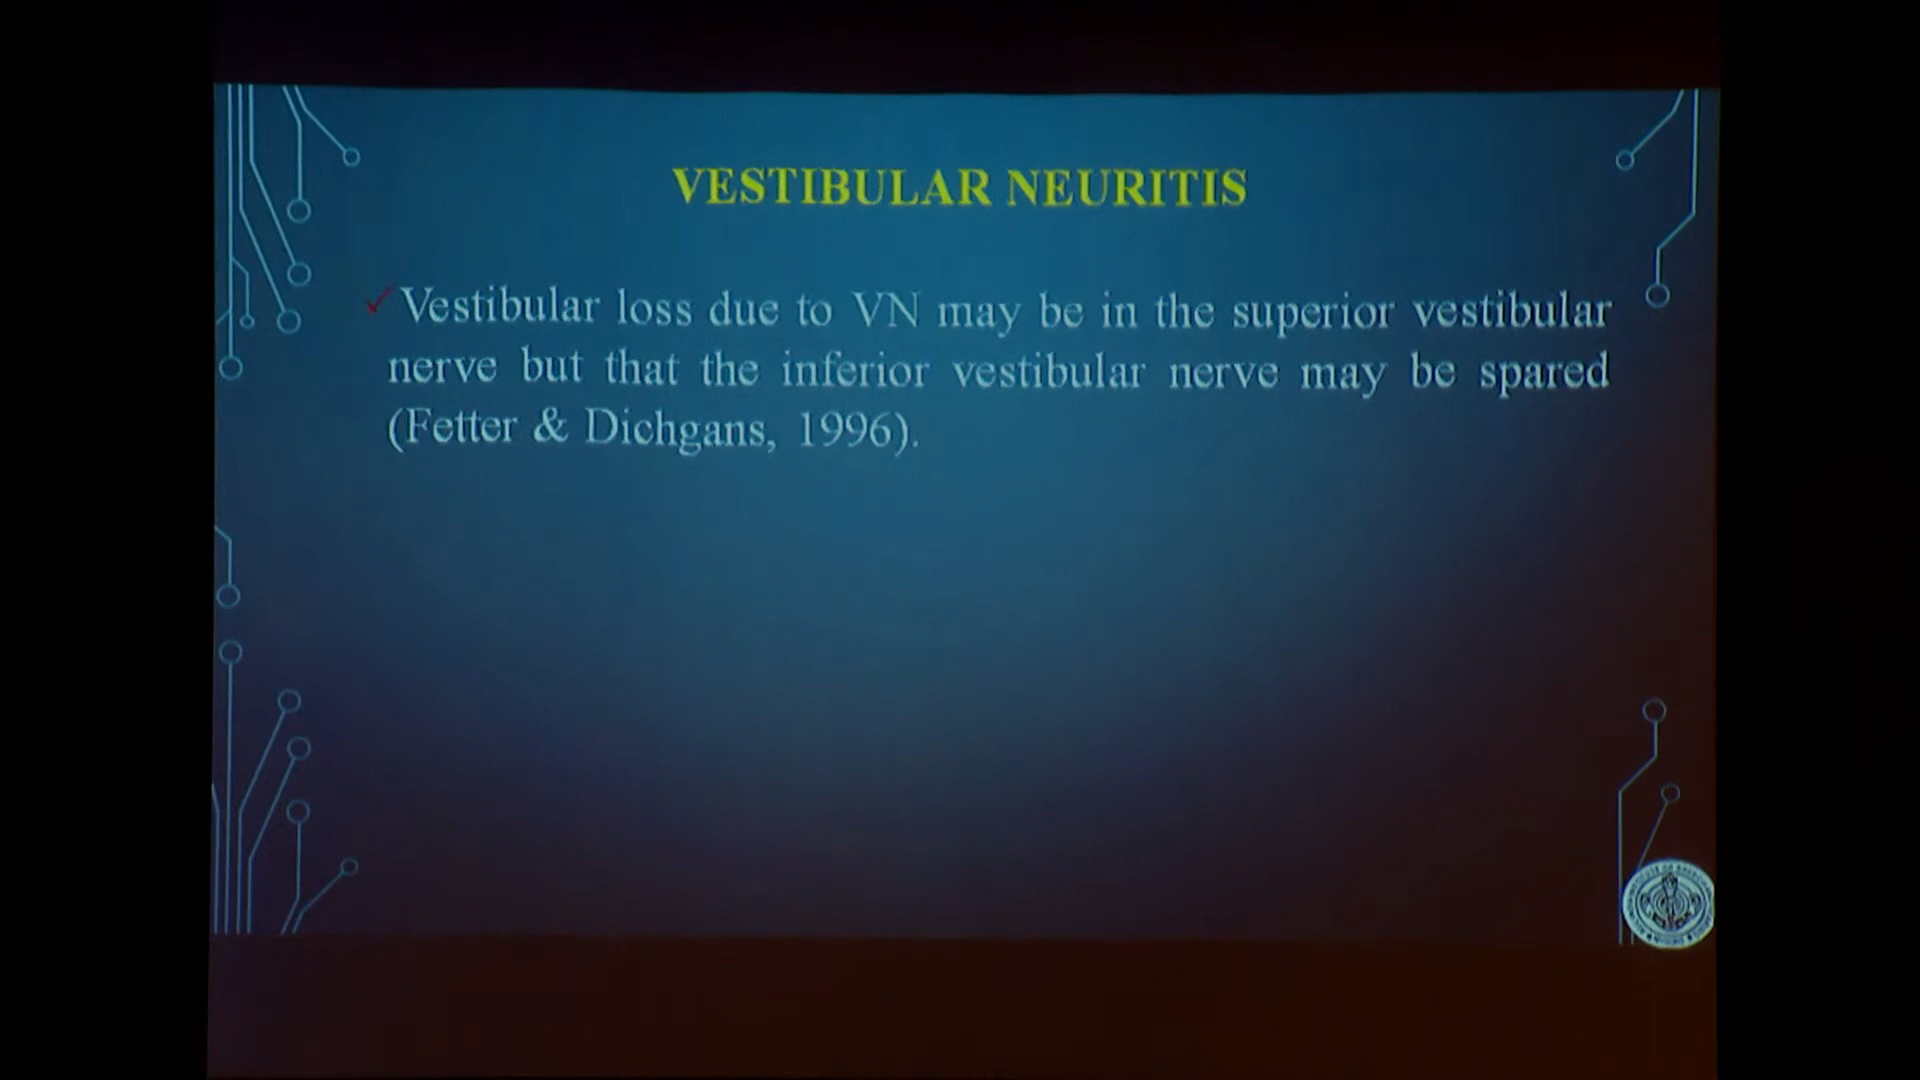 VESTIBULAR NEURITIS
✓Vestibular loss due to VN may be in the superior vestibular
nerve but that the inferior vestibular nerve may be spared
(Fetter & Dichgans, 1996).